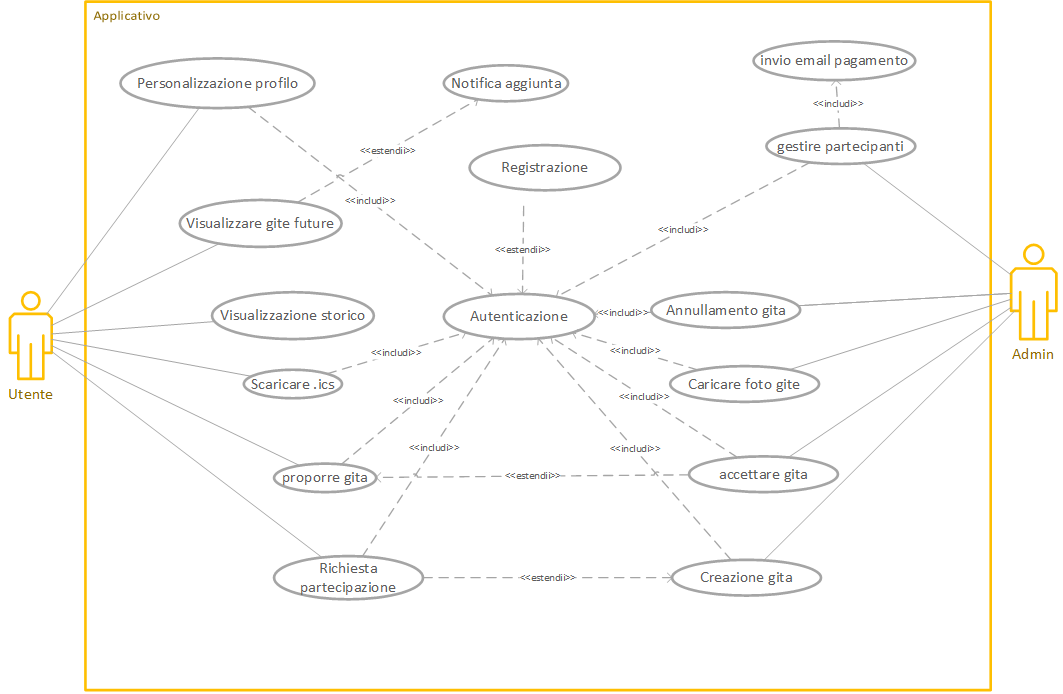 Applicativo
invio email pagamento
Personalizzazione profilo
Notifica aggiunta
<<includi>>
gestire partecipanti
<<estendi>>
Registrazione
<<includi>>
Visualizzare gite future
<<includi>>
<<estendi>>
Annullamento gita
Visualizzazione storico
Autenticazione
<<includi>>
<<includi>>
<<includi>>
Admin
Scaricare .ics
Caricare foto gite
Utente
<<includi>>
<<includi>>
<<includi>>
<<includi>>
proporre gita
<<estendi>>
accettare gita
Richiesta
partecipazione
<<estendi>>
Creazione gita